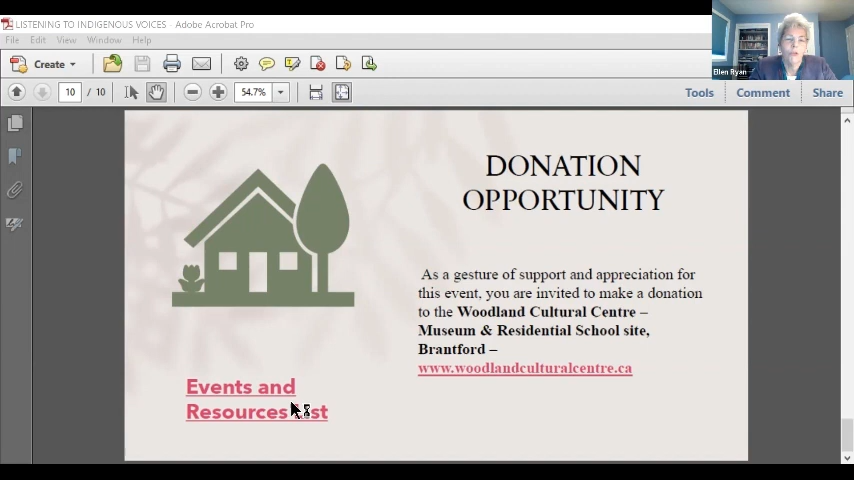 LISTENING TO INDIGENOUS VOICES - Adobe Acrobat Pro
File Edit View Window Help
Create
10 / 10 54.7% Tools Comment Share
Ellen Ryan
DONATION
OPPORTUNITY
As a gesture of support and appreciation for
this event, you are invited to make a donation
to the Woodland Cultural Centre –
Museum & Residential School site,
Brantford –
www.woodlandculturalcentre.ca
Events and
Resources List